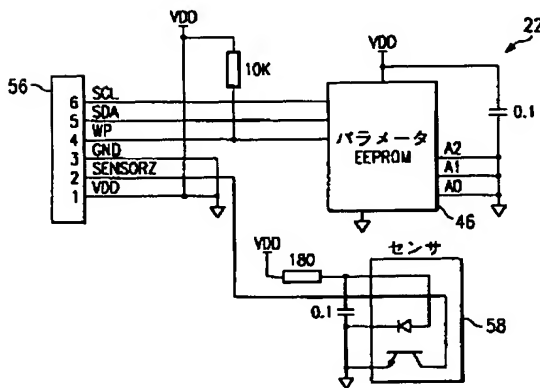 22
VDD
VDD
56
10K
6 SCL
5 SDA
4 WP
3 GND
2 SENSORZ
1 VDD
パラメータ
EEPROM
0.1
A2
A1
A0
46
VDD
180
センサ
0.1
58